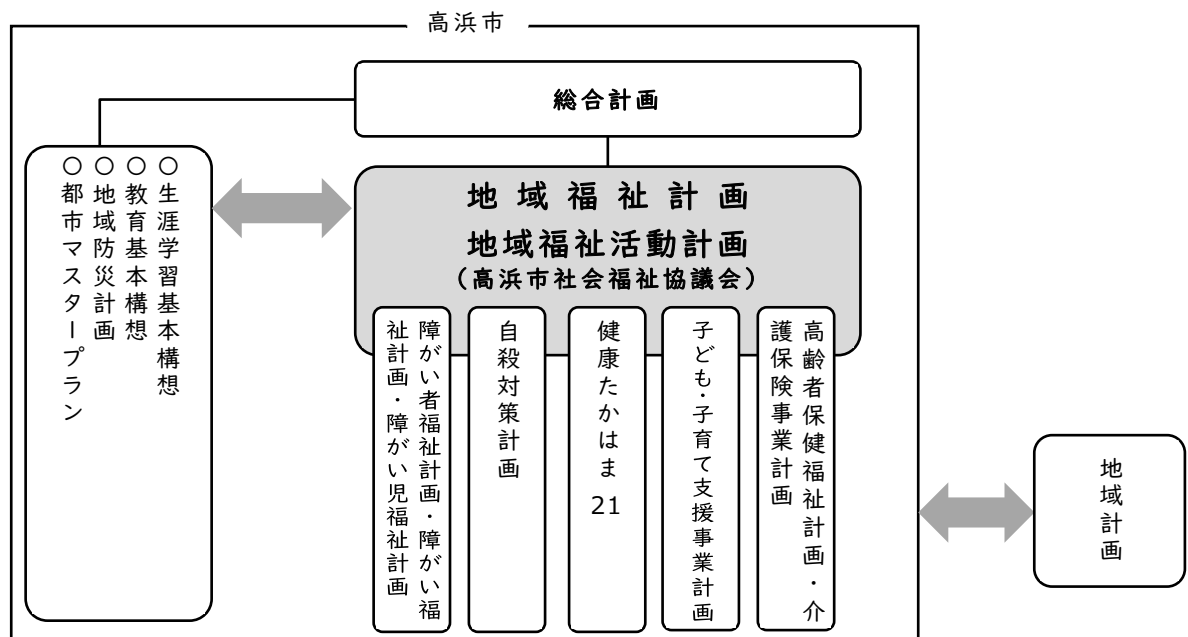 高浜市
総合計画
○生涯学習基本構想
○教育基本構想
○地域防災計画
○都市マスタープラン
地域福祉計画
地域福祉活動計画
（高浜市社会福祉協議会）
高齢者保健福祉計画・介
護保険事業計画
子ども・子育て支援事業計画
健康たかはま
21
自殺対策計画
障がい者福祉計画・障がい福
祉計画・障がい児福祉計画
地域計画